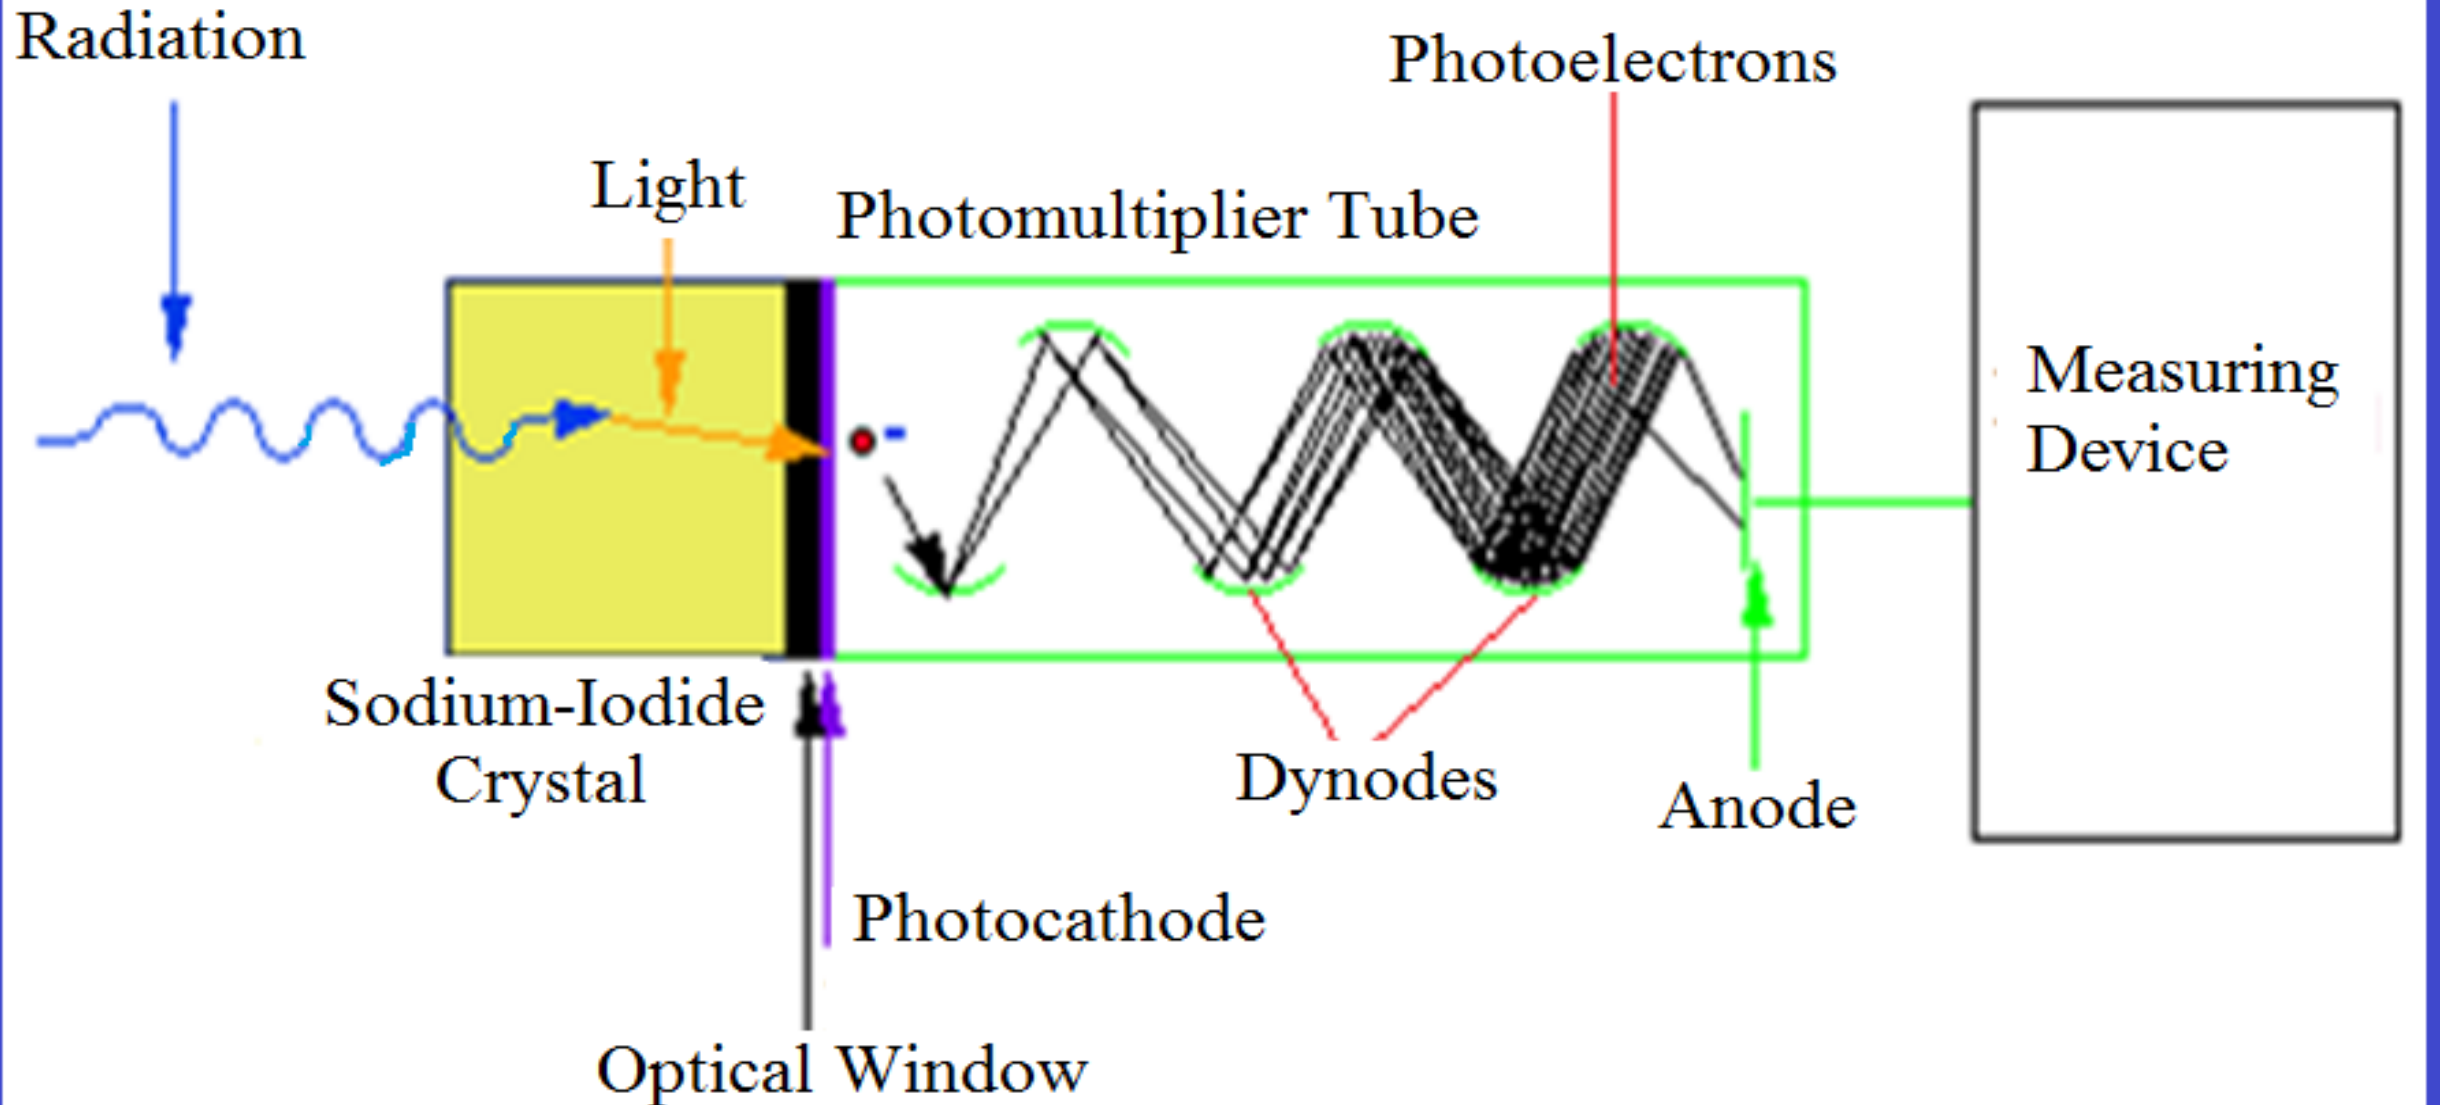 Radiation
Photoelectrons
Light
Photomultiplier Tube
Measuring
Device
Sodium-Iodide
Crystal
Dynodes
Anode
Photocathode
Optical Window